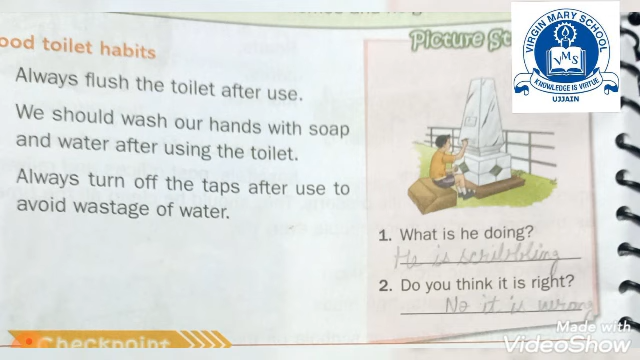 ood toilet habits
Always flush the toilet after use.
We should wash our hands with soap
and water after using the toilet.
Always turn off the taps after use to
avoid wastage of water.
Picture St
1. What is he doing?
He is scribbling
2. Do you think it is right?
No it is wrong
Checkpoint
VIRGIN MARY SCHOOL
VMS
KNOWLEDGE IS VIRTUE
UJJAIN
Made with
VideoShow